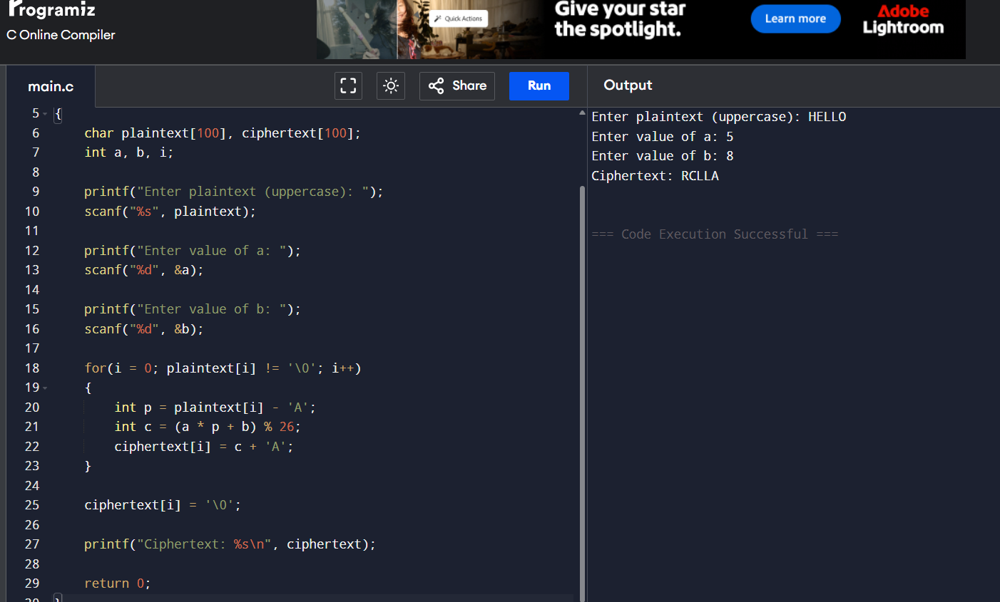 Programiz
C Online Compiler
Quick Actions
Give your star
the spotlight.
Learn more
Adobe
Lightroom
main.c
Share
Run
Output
5 {
6 char plaintext[100], ciphertext[100];
7 int a, b, i;
8
9 printf("Enter plaintext (uppercase): ");
10 scanf("%s", plaintext);
11
12 printf("Enter value of a: ");
13 scanf("%d", &a);
14
15 printf("Enter value of b: ");
16 scanf("%d", &b);
17
18 for(i = 0; plaintext[i] != '\0'; i++)
19 {
20 int p = plaintext[i] - 'A';
21 int c = (a * p + b) % 26;
22 ciphertext[i] = c + 'A';
23 }
24
25 ciphertext[i] = '\0';
26
27 printf("Ciphertext: %s\n", ciphertext);
28
29 return 0;
30 }
Enter plaintext (uppercase): HELLO
Enter value of a: 5
Enter value of b: 8
Ciphertext: RCLLA
=== Code Execution Successful ===